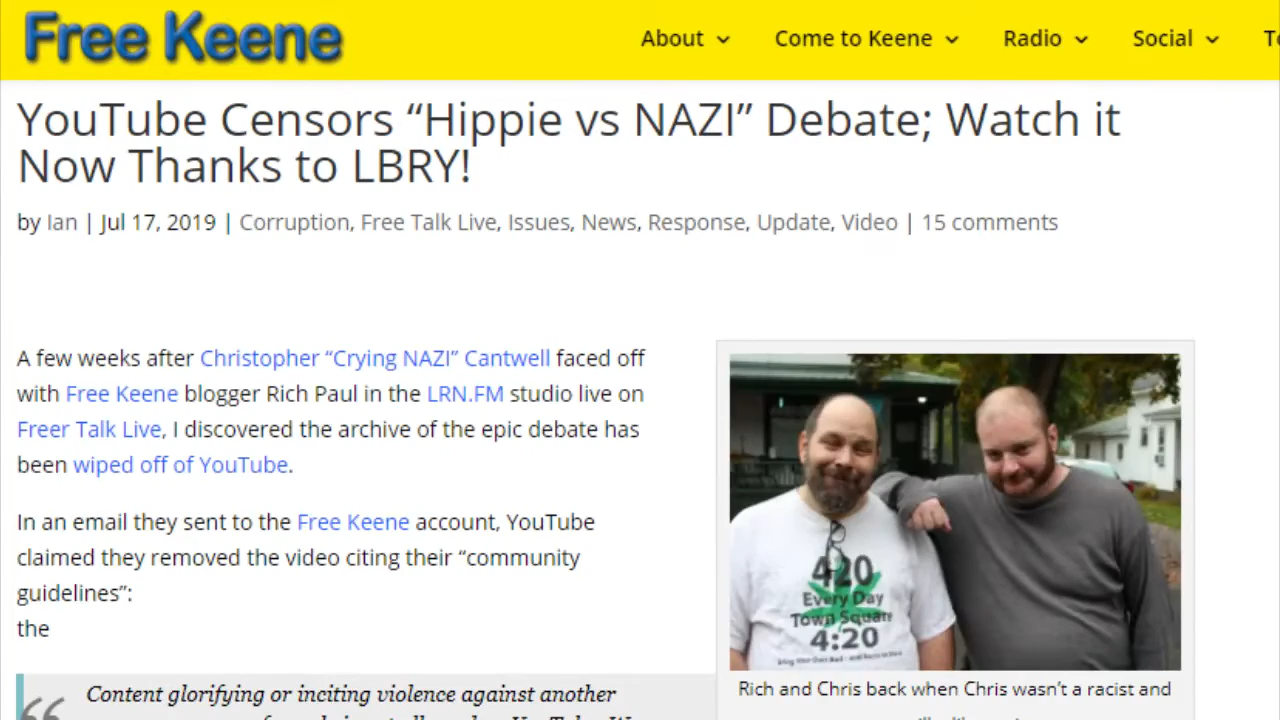 Free Keene
About Come to Keene Radio Social
YouTube Censors “Hippie vs NAZI” Debate; Watch it
Now Thanks to LBRY!
by Ian | Jul 17, 2019 | Corruption, Free Talk Live, Issues, News, Response, Update, Video | 15 comments
A few weeks after Christopher “Crying NAZI” Cantwell faced off
with Free Keene blogger Rich Paul in the LRN.FM studio live on
Freer Talk Live, I discovered the archive of the epic debate has
been wiped off of YouTube.
In an email they sent to the Free Keene account, YouTube
claimed they removed the video citing their “community
guidelines”:
the
Content glorifying or inciting violence against another
420
Every Day
Town Square
4:20
Rich and Chris back when Chris wasn’t a racist and